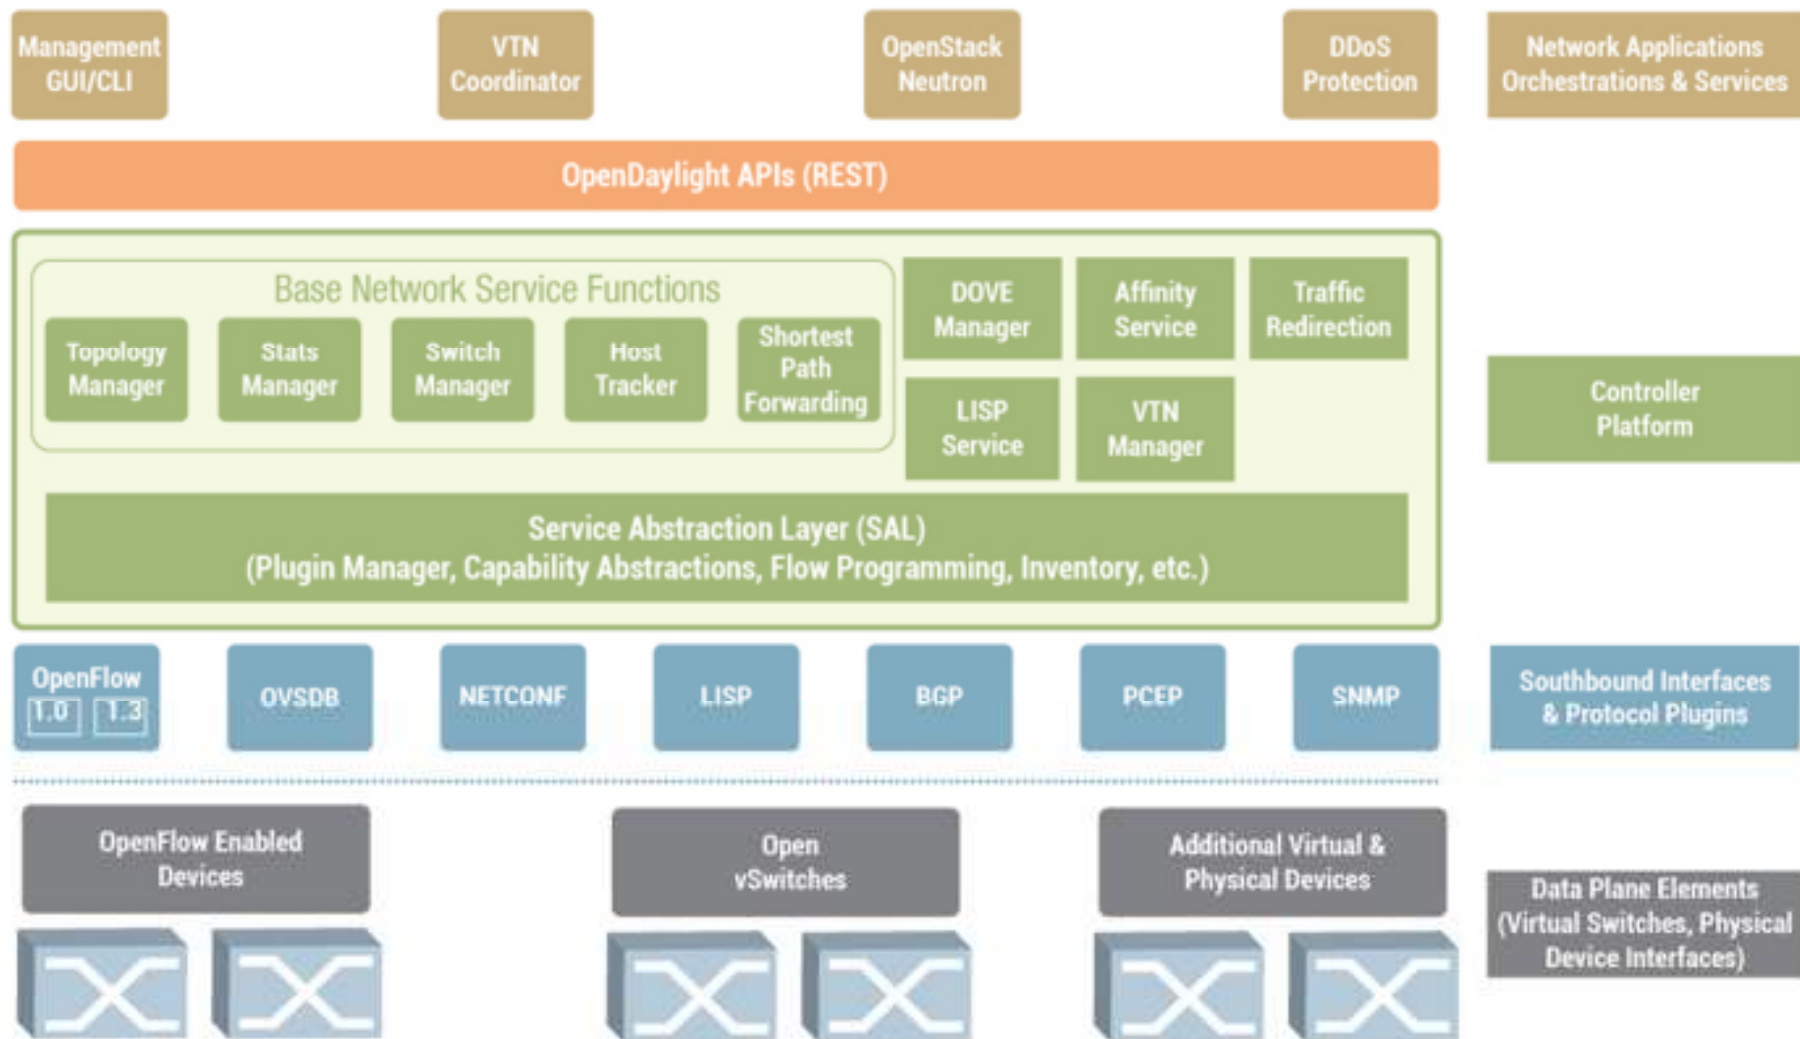 Management
GUI/CLI
VTN
Coordinator
OpenStack
Neutron
DDoS
Protection
Network Applications
Orchestrations & Services
OpenDaylight APIs (REST)
Base Network Service Functions
Topology
Manager
Stats
Manager
Switch
Manager
Host
Tracker
Shortest
Path
Forwarding
DOVE
Manager
Affinity
Service
Traffic
Redirection
LISP
Service
VTN
Manager
Controller
Platform
Service Abstraction Layer (SAL)
(Plugin Manager, Capability Abstractions, Flow Programming, Inventory, etc.)
OpenFlow
1.0 1.3
OVSDB
NETCONF
LISP
BGP
PCEP
SNMP
Southbound Interfaces
& Protocol Plugins
OpenFlow Enabled
Devices
Open
vSwitches
Additional Virtual &
Physical Devices
Data Plane Elements
(Virtual Switches, Physical
Device Interfaces)